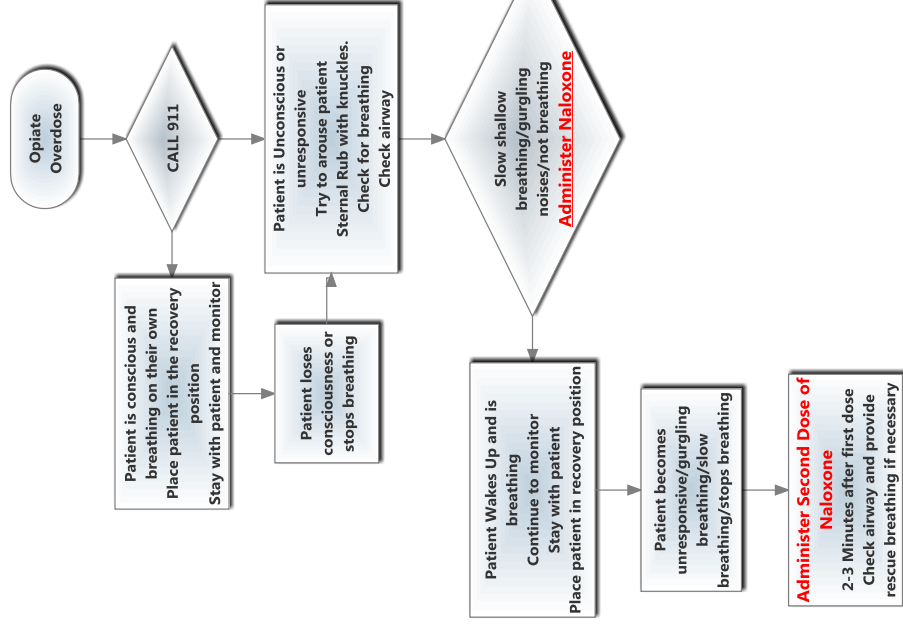 Opiate
Overdose
CALL 911
Patient is conscious and
breathing on their own
Place patient in the recovery
position
Stay with patient and monitor
Patient is Unconscious or
unresponsive
Try to arouse patient
Sternal Rub with knuckles.
Check for breathing
Check airway
Patient loses
consciousness or
stops breathing
Slow shallow
breathing/gurgling
noises/not breathing
Administer Naloxone
Patient Wakes Up and is
breathing
Continue to monitor
Stay with patient
Place patient in recovery position
Patient becomes
unresponsive/gurgling
breathing/slow
breathing/stops breathing
Administer Second Dose of
Naloxone
2-3 Minutes after first dose
Check airway and provide
rescue breathing if necessary